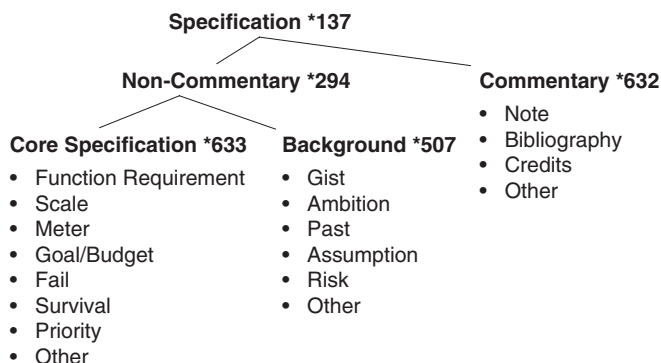 Specification *137
Non-Commentary *294
Commentary *632
• Note
• Bibliography
• Credits
• Other
Core Specification *633
• Function Requirement
• Scale
• Meter
• Goal/Budget
• Fail
• Survival
• Priority
• Other
Background *507
• Gist
• Ambition
• Past
• Assumption
• Risk
• Other